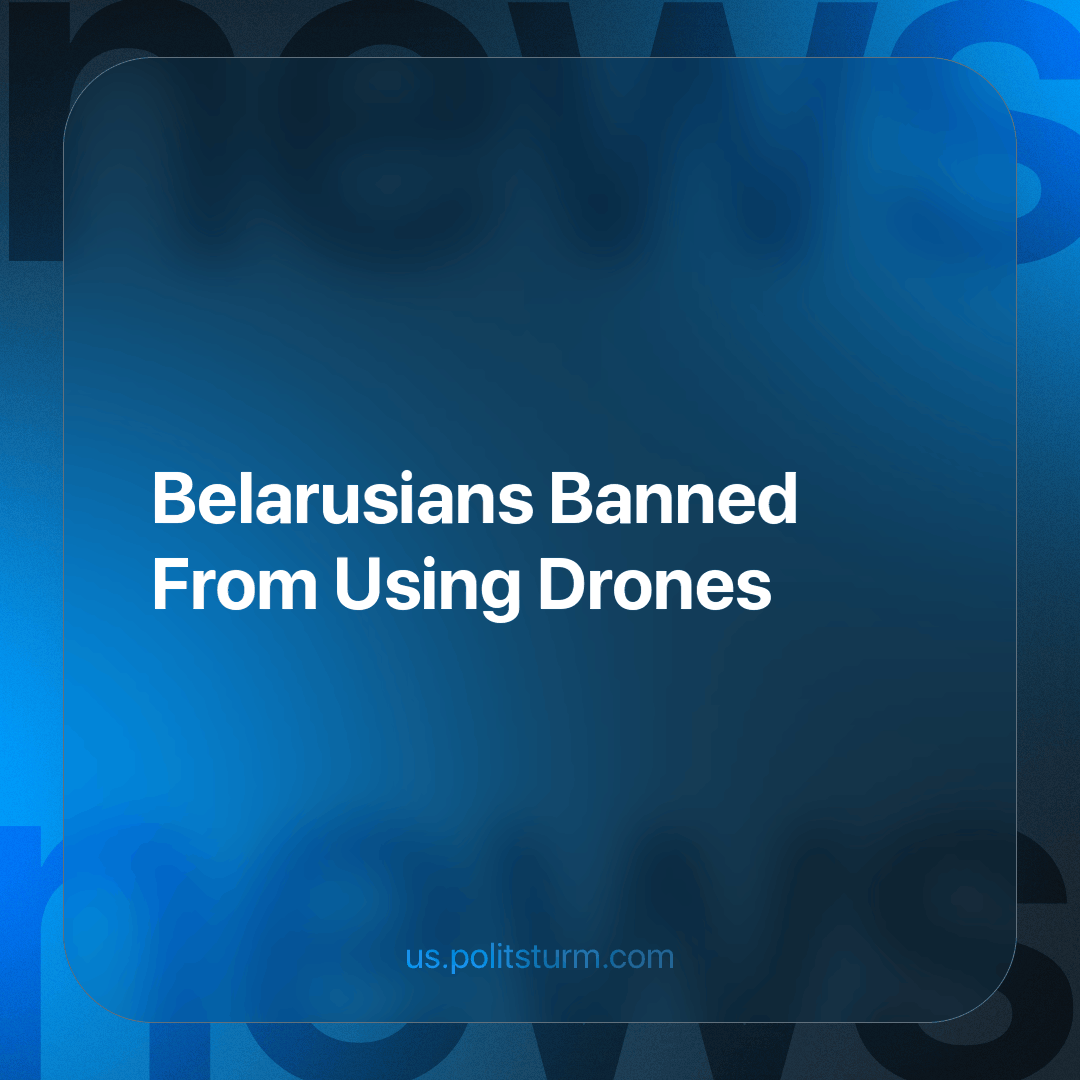 news
Belarusians Banned
From Using Drones
us.politsturm.com
news